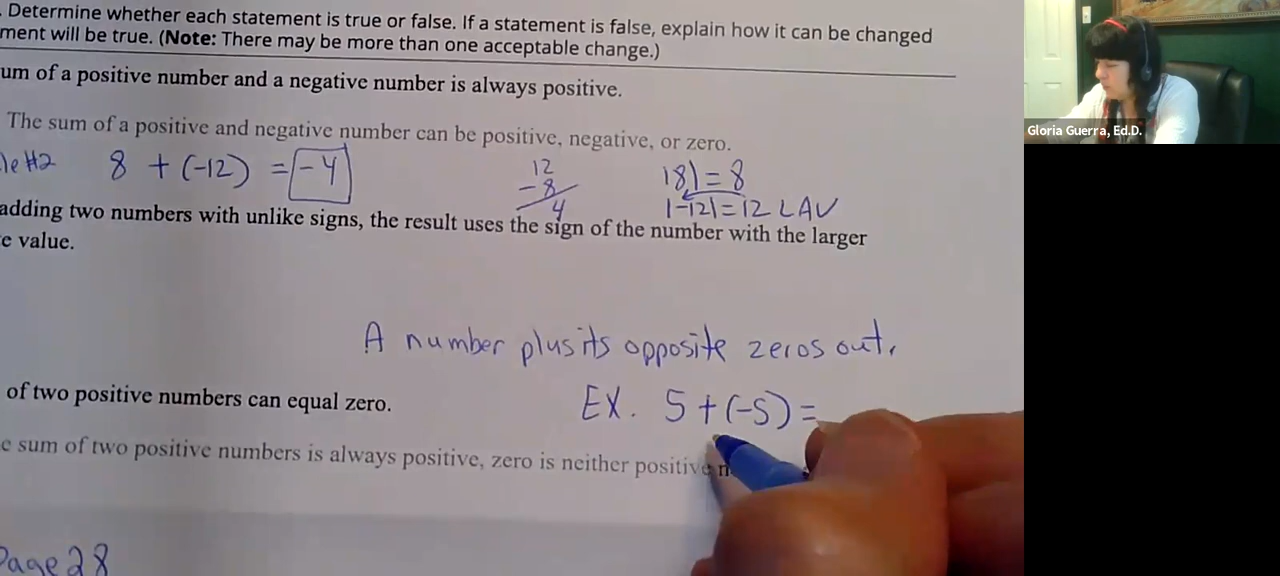 . Determine whether each statement is true or false. If a statement is false, explain how it can be changed
ment will be true. (Note: There may be more than one acceptable change.)
um of a positive number and a negative number is always positive.
The sum of a positive and negative number can be positive, negative, or zero.
le #2 8 + (-12) = -4
12
- 8
4
|8| = 8
|-12| = 12 LAV
adding two numbers with unlike signs, the result uses the sign of the number with the larger
e value.
A number plus its opposite zeros out.
of two positive numbers can equal zero.
EX. 5 + (-5) =
e sum of two positive numbers is always positive, zero is neither positive n
Page 28
Gloria Guerra, Ed.D.